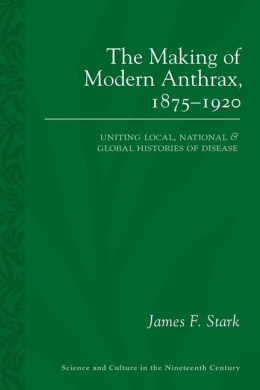 The Making of
Modern Anthrax,
1875–1920
UNITING LOCAL, NATIONAL &
GLOBAL HISTORIES OF DISEASE
James F. Stark
Science and Culture in the Nineteenth Century